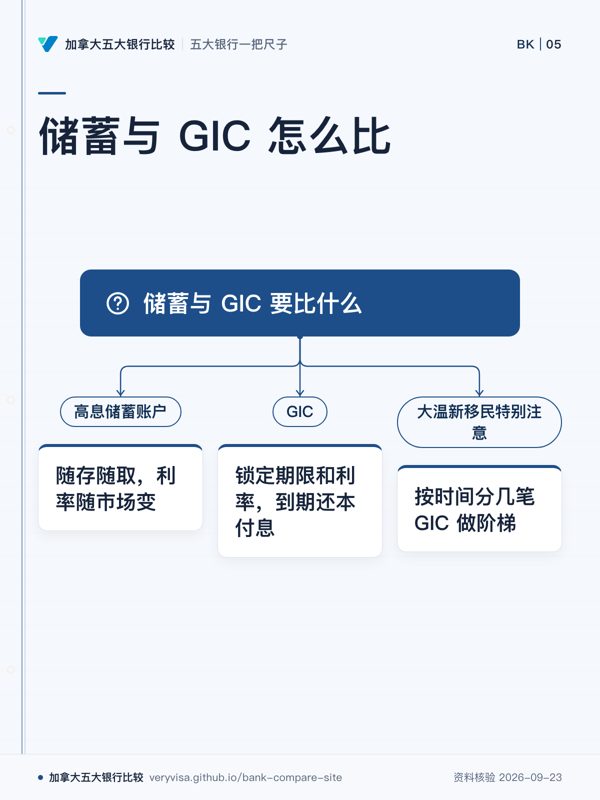 加拿大五大银行比较 | 五大银行一把尺子
BK | 05
储蓄与 GIC 怎么比
储蓄与 GIC 要比什么
高息储蓄账户
随存随取，利
率随市场变
GIC
锁定期限和利
率，到期还本
付息
大温新移民特别注
意
按时间分几笔
GIC 做阶梯
加拿大五大银行比较 veryvisa.github.io/bank-compare-site
资料核验 2026-09-23